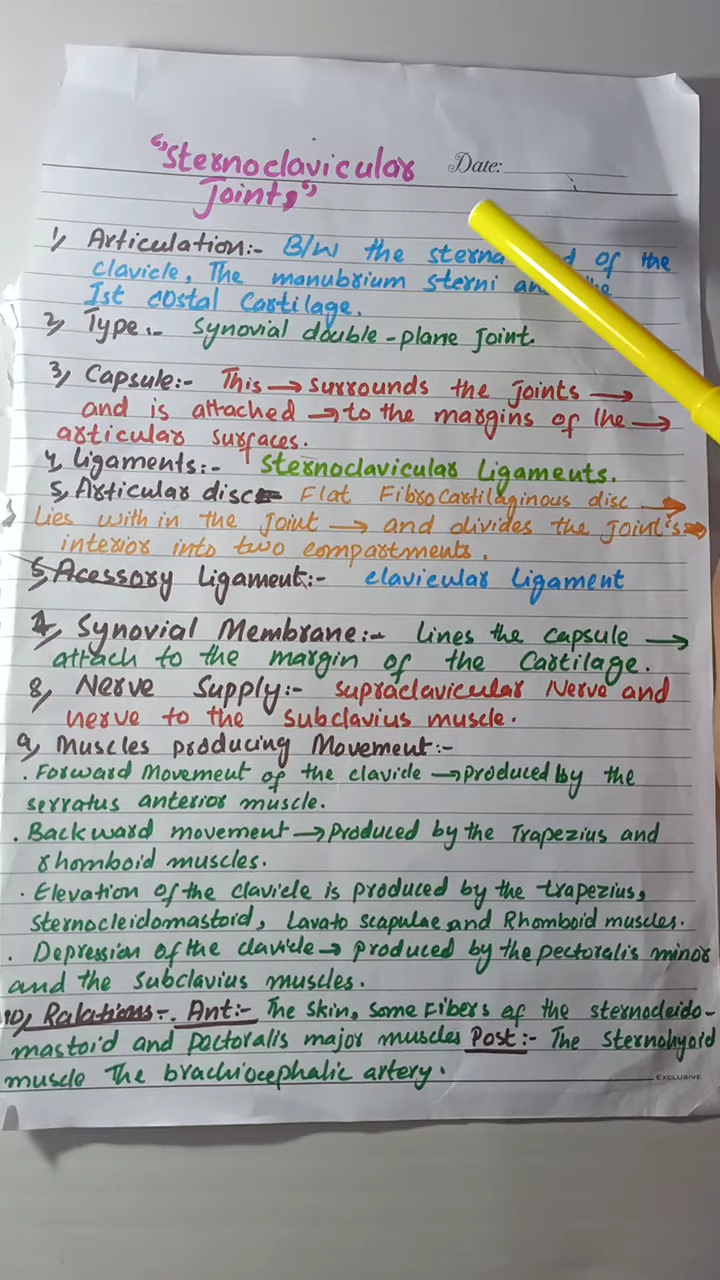 "Sternoclavicular Date:
Joint,"
1, Articulation:- B/W the sterna d of the
clavicle, The manubrium sterni an he
Ist costal Cartilage.
2, Type:- Synovial double-plane Joint.
3, Capsule:- This → surrounds the joints →
and is attached → to the margins of the →
articular surfaces.
4, Ligaments:- Sternoclavicular Ligaments.
5, Articular disc Flat Fibrocartilaginous disc →
Lies with in the joint → and divides the joint's →
interior into two compartments.
Acessory Ligament:- clavicular Ligament
7, Synovial Membrane:- Lines the capsule →
attach to the margin of the Cartilage.
8, Nerve Supply:- supraclavicular Nerve and
nerve to the subclavius muscle.
9, Muscles producing Movement:-
. Forward Movement of the clavicle → produced by the
serratus anterior muscle.
. Backward movement → Produced by the Trapezius and
rhomboid muscles.
. Elevation of the clavicle is produced by the trapezius,
Sternocleidomastoid, Lavato scapulae, and Rhomboid muscles.
. Depression of the clavicle → produced by the pectoralis minor
and the subclavius muscles.
10, Ralations:- Ant:- The skin, some fibers of the sternocleido-
mastoid and pectoralis major muscles Post:- The Sternohyoid
muscle The brachiocephalic artery.
EXCLUSIVE